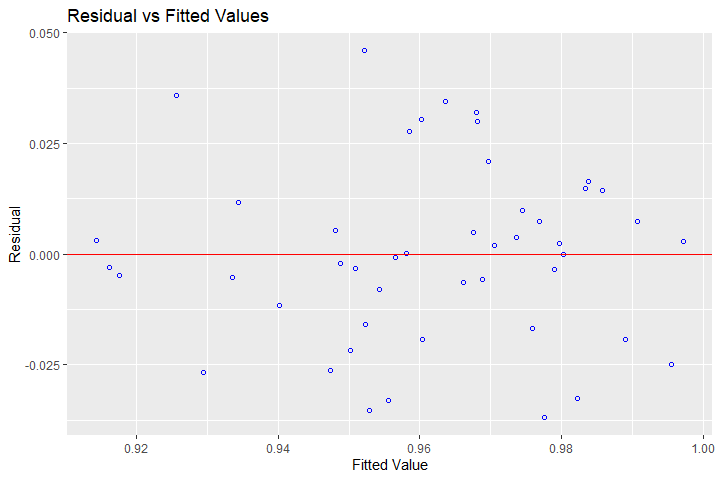 Residual vs Fitted Values
0.050
0.025
0.000
-0.025
Residual
0.92 0.94 0.96 0.98 1.00
Fitted Value